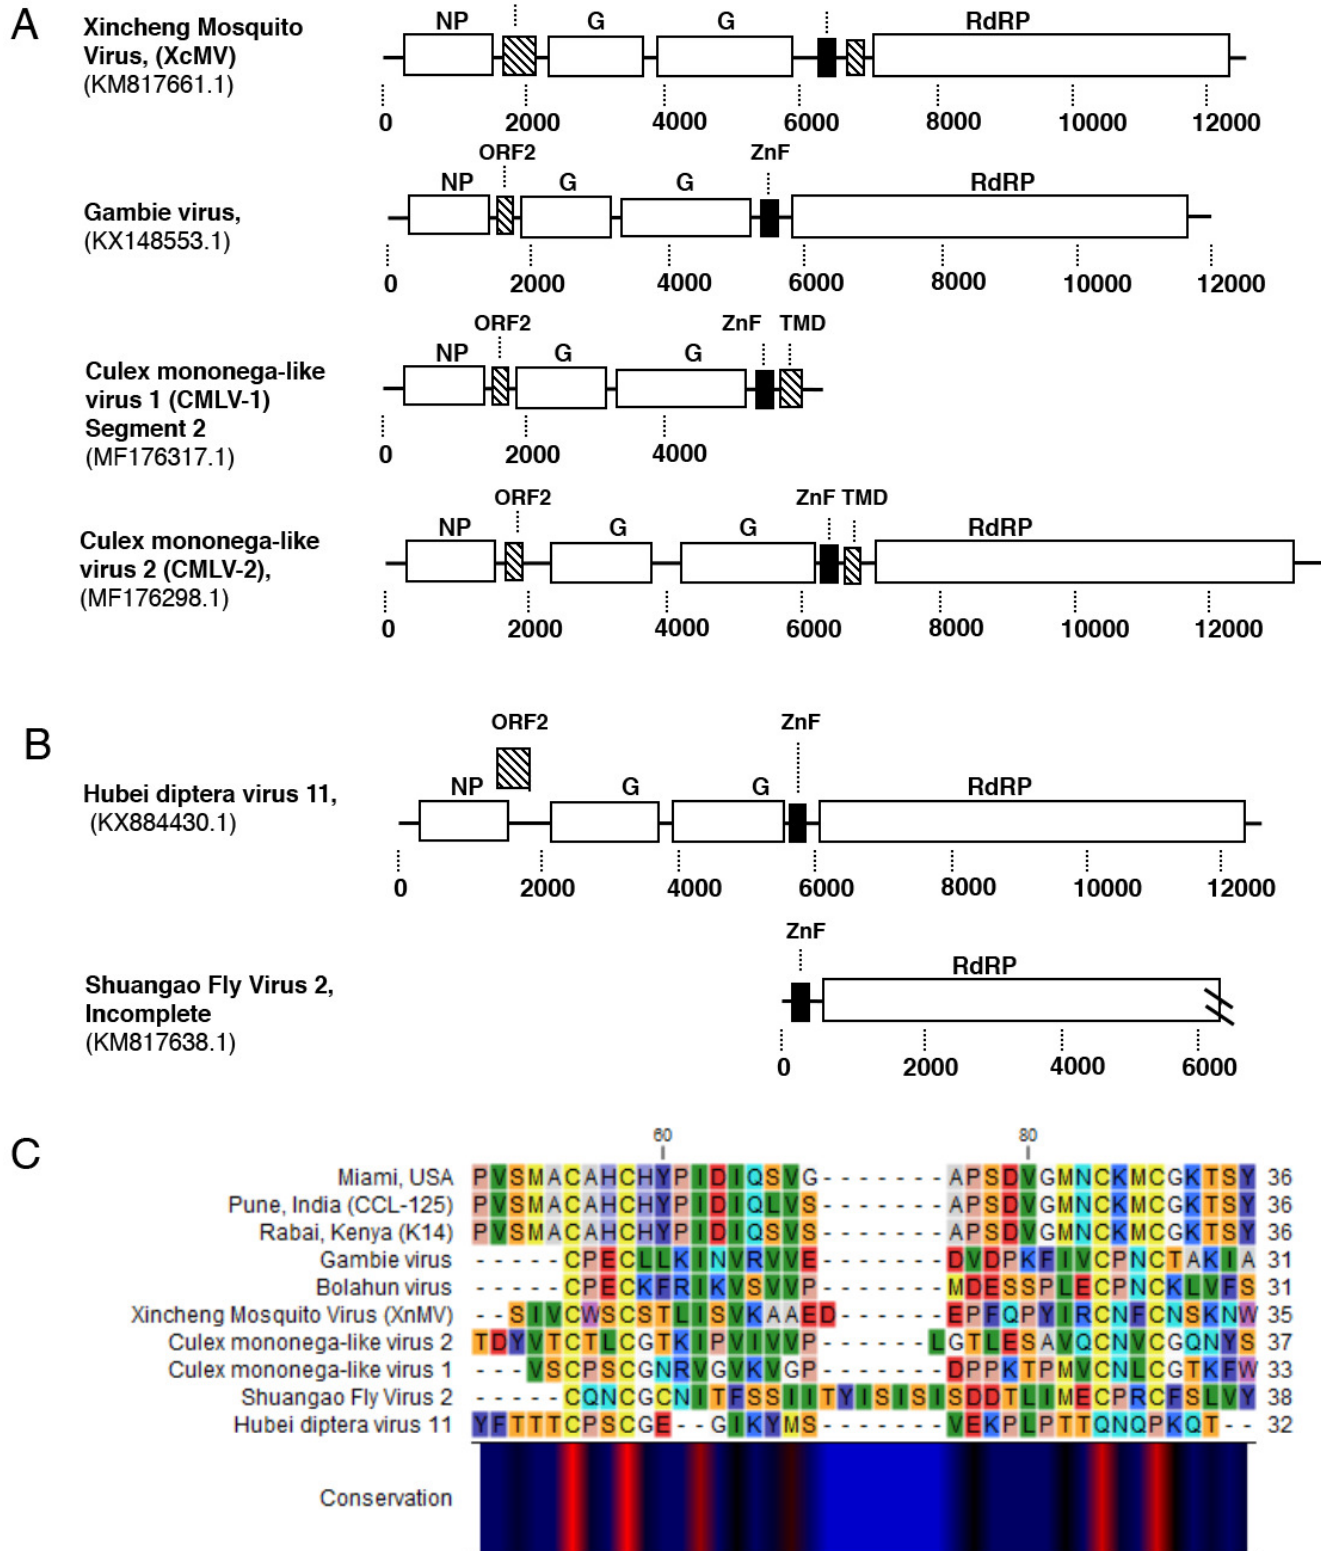 A
Xincheng Mosquito
Virus, (XcMV)
(KM817661.1)
NP G G RdRP
0 2000 4000 6000 8000 10000 12000
Gambie virus,
(KX148553.1)
ORF2 ZnF
NP G G RdRP
0 2000 4000 6000 8000 10000 12000
Culex mononega-like
virus 1 (CMLV-1)
Segment 2
(MF176317.1)
ORF2 ZnF TMD
NP G G
0 2000 4000
Culex mononega-like
virus 2 (CMLV-2),
(MF176298.1)
ORF2 ZnF TMD
NP G G RdRP
0 2000 4000 6000 8000 10000 12000
B
Hubei diptera virus 11,
(KX884430.1)
ORF2 ZnF
NP G G RdRP
0 2000 4000 6000 8000 10000 12000
Shuangao Fly Virus 2,
Incomplete
(KM817638.1)
ZnF
RdRP
0 2000 4000 6000
C
60 80
Miami, USA PVSMACAHCHYPIDIQSVG-------APSDVGMNCKMCGKTSY 36
Pune, India (CCL-125) PVSMACAHCHYPIDIQLVS-------APSDVGMNCKMCGKTSY 36
Rabai, Kenya (K14) PVSMACAHCHYPIDIQSVS-------APSDVGMNCKMCGKTSY 36
Gambie virus -----CPECLLKINVRVVE-------DVDPKFIVCPNCTAKIA 31
Bolahun virus -----CPECKFRIKVSVVP-------MDESSPLECPNCKLVFS 31
Xincheng Mosquito Virus (XnMV) --SIVCWSCSTLISVKAAED------EPFQPYIRCNFCNSKNW 35
Culex mononega-like virus 2 TDYVTCTLCGTKIPVIVVP------LGTLESAVQCNVCGQNYS 37
Culex mononega-like virus 1 ---VSCPSCGNRVGVKVGP-------DPPKTPMVCNLCGTKFW 33
Shuangao Fly Virus 2 -----CQNCGCNITFSSIITYISISISDDTLIMECPRCFSLVY 38
Hubei diptera virus 11 YFTTTCPSCGE--GIKYMS-------VEKPLPTTQNQPKQT-- 32
Conservation